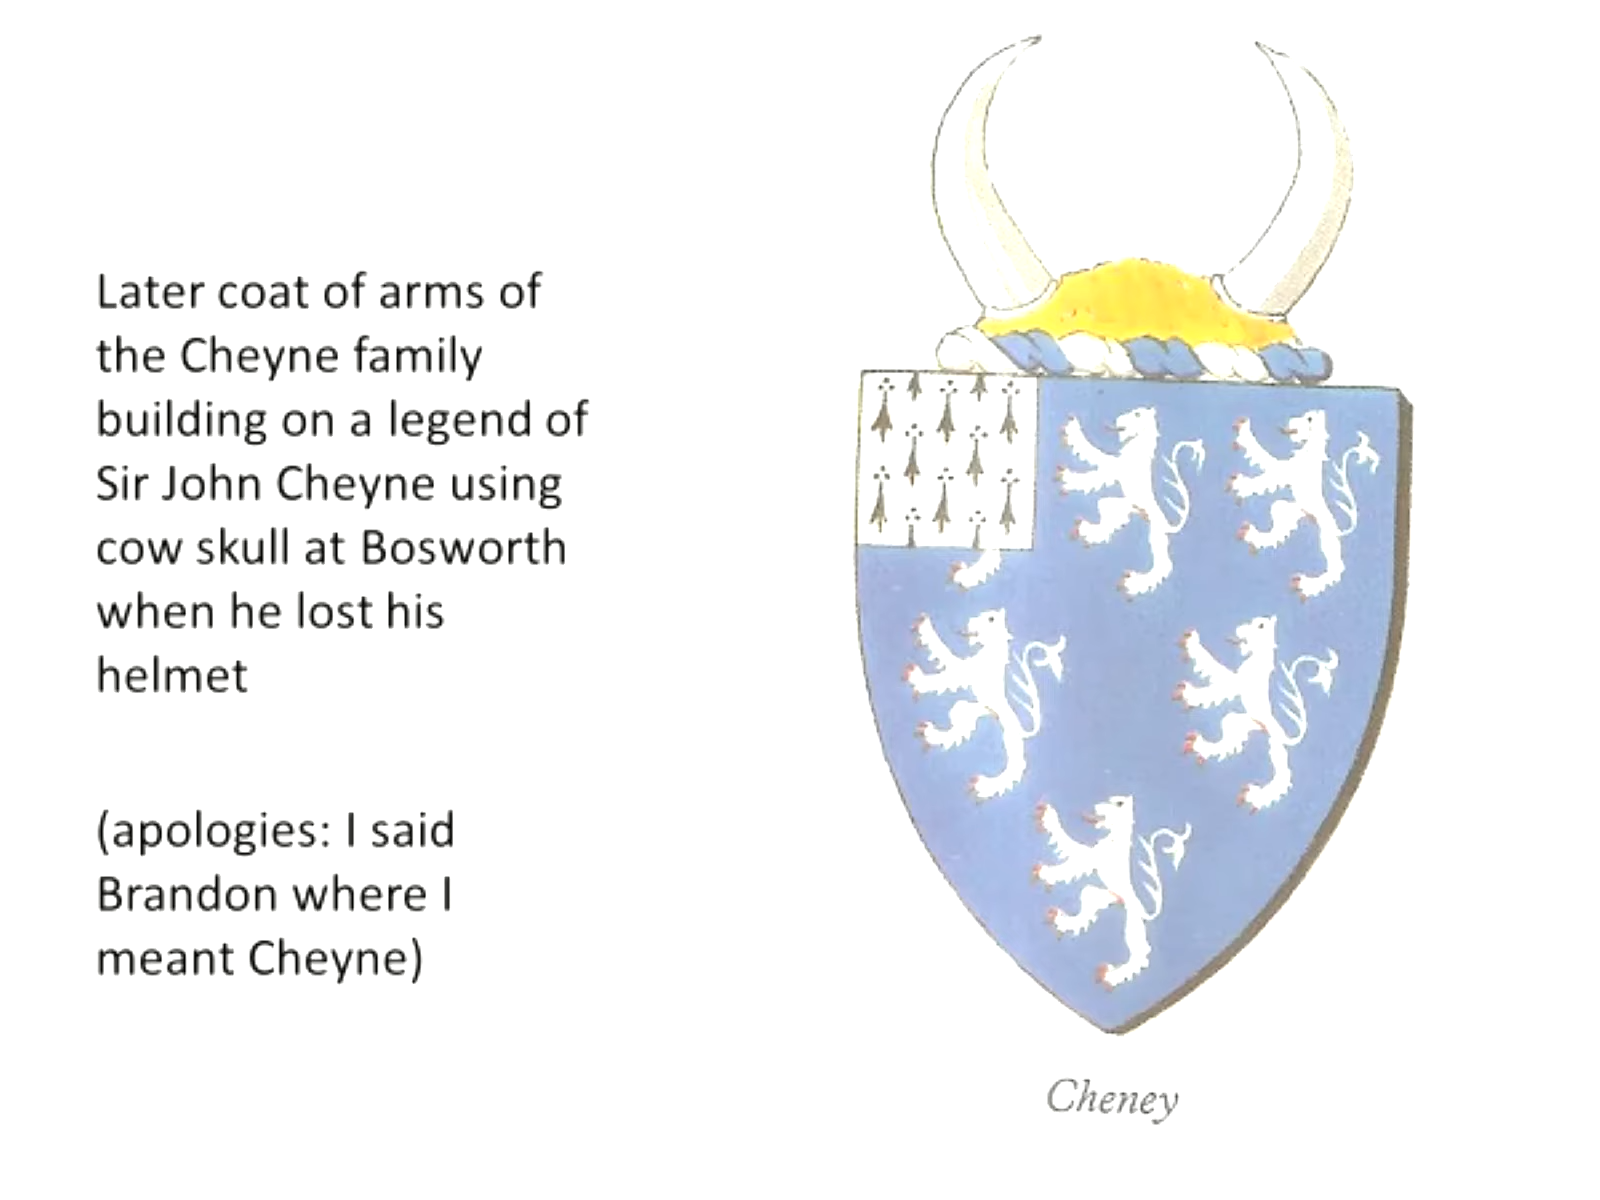 Later coat of arms of
the Cheyne family
building on a legend of
Sir John Cheyne using
cow skull at Bosworth
when he lost his
helmet
(apologies: I said
Brandon where I
meant Cheyne)
Cheney